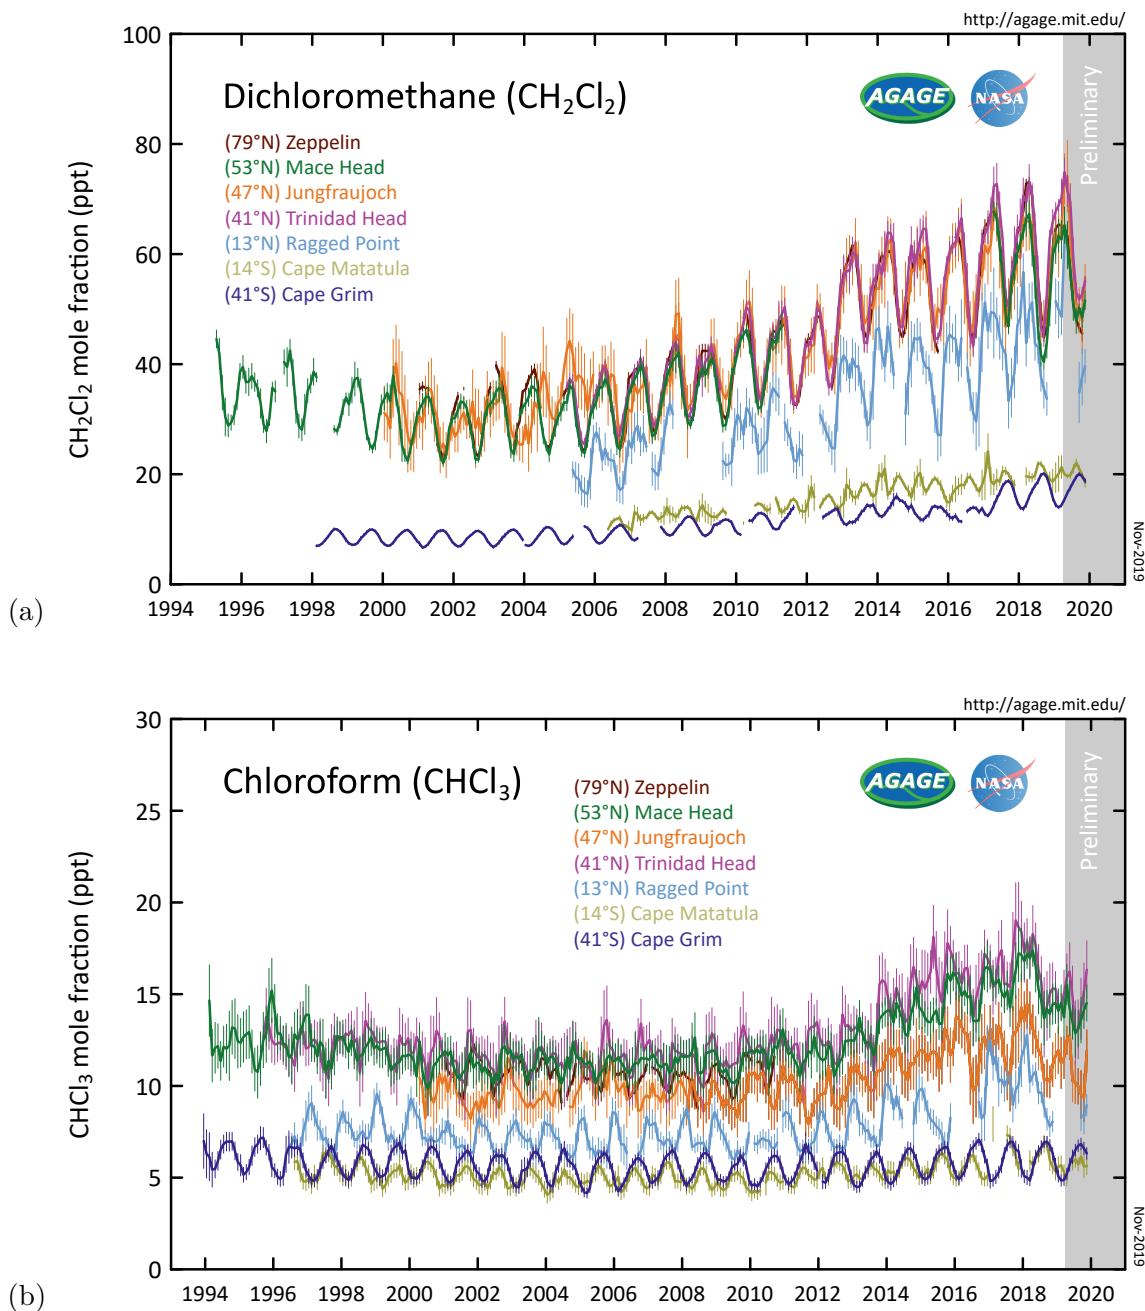 http://agage.mit.edu/
100
80
60
40
20
0
CH₂Cl₂ mole fraction (ppt)
Dichloromethane (CH₂Cl₂)
AGAGE
NASA
Preliminary
(79°N) Zeppelin
(53°N) Mace Head
(47°N) Jungfraujoch
(41°N) Trinidad Head
(13°N) Ragged Point
(14°S) Cape Matatula
(41°S) Cape Grim
Nov-2019
1994 1996 1998 2000 2002 2004 2006 2008 2010 2012 2014 2016 2018 2020
(a)
http://agage.mit.edu/
30
25
20
15
10
5
0
CHCl₃ mole fraction (ppt)
Chloroform (CHCl₃)
AGAGE
NASA
Preliminary
(79°N) Zeppelin
(53°N) Mace Head
(47°N) Jungfraujoch
(41°N) Trinidad Head
(13°N) Ragged Point
(14°S) Cape Matatula
(41°S) Cape Grim
Nov-2019
1994 1996 1998 2000 2002 2004 2006 2008 2010 2012 2014 2016 2018 2020
(b)